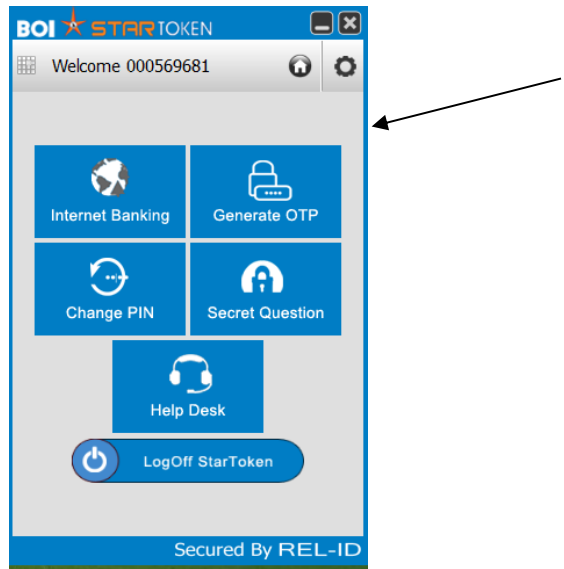 BOI STARTOKEN
Welcome 000569681
Internet Banking
Generate OTP
Change PIN
Secret Question
Help Desk
LogOff StarToken
Secured By REL-ID